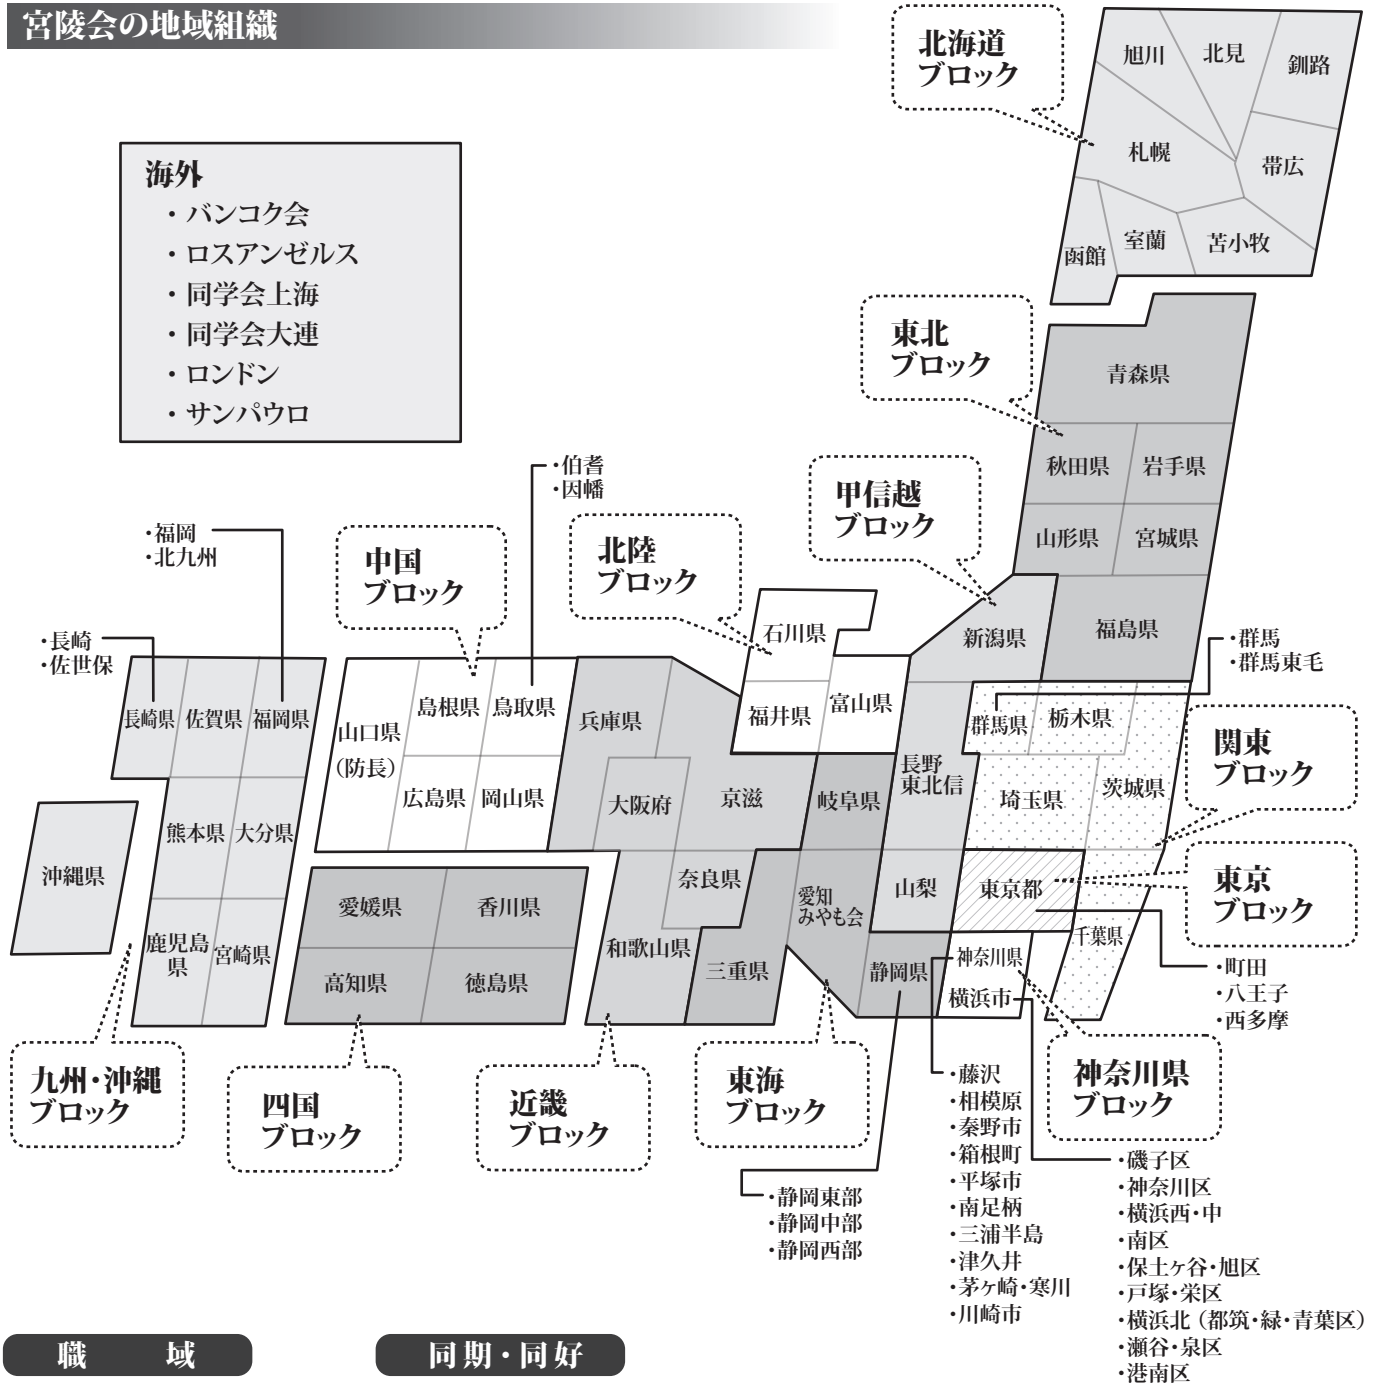 宮陵会の地域組織
海外
・バンコク会
・ロスアンゼルス
・同学会上海
・同学会大連
・ロンドン
・サンパウロ
北海道
ブロック
旭川
北見
釧路
札幌
帯広
函館
室蘭
苫小牧
東北
ブロック
青森県
秋田県
岩手県
山形県
宮城県
福島県
甲信越
ブロック
新潟県
長野
東北信
山梨
北陸
ブロック
石川県
福井県
富山県
・伯耆
・因幡
中国
ブロック
島根県
鳥取県
山口県
(防長)
広島県
岡山県
・福岡
・北九州
・長崎
・佐世保
長崎県
佐賀県
福岡県
熊本県
大分県
沖縄県
鹿児島
県
宮崎県
九州・沖縄
ブロック
愛媛県
香川県
高知県
徳島県
四国
ブロック
兵庫県
大阪府
京滋
奈良県
和歌山県
近畿
ブロック
岐阜県
愛知
みやも会
三重県
静岡県
東海
ブロック
・静岡東部
・静岡中部
・静岡西部
・群馬
・群馬東毛
群馬県
栃木県
埼玉県
茨城県
千葉県
関東
ブロック
東京都
東京
ブロック
・町田
・八王子
・西多摩
神奈川県
横浜市
神奈川県
ブロック
・藤沢
・相模原
・秦野市
・箱根町
・平塚市
・南足柄
・三浦半島
・津久井
・茅ヶ崎・寒川
・川崎市
・磯子区
・神奈川区
・横浜西・中
・南区
・保土ヶ谷・旭区
・戸塚・栄区
・横浜北（都筑・緑・青葉区）
・瀬谷・泉区
・港南区
職域
同期・同好